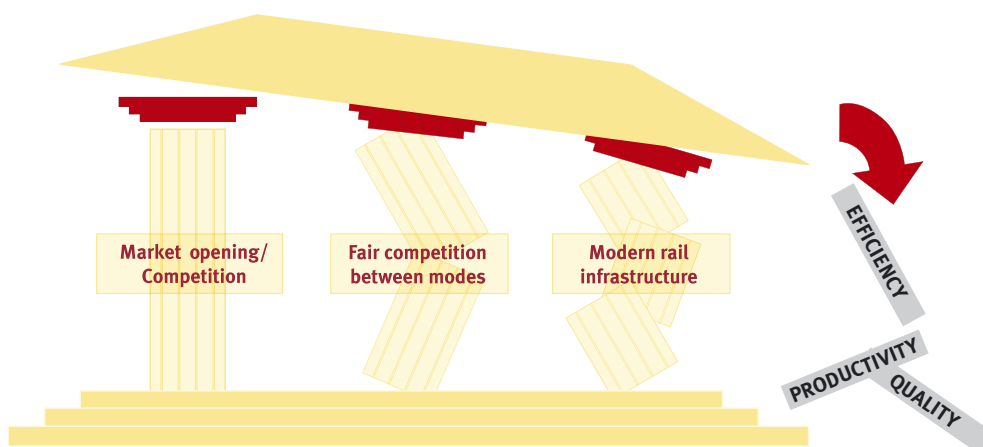 Market opening/
Competition
Fair competition
between modes
Modern rail
infrastructure
EFFICIENCY
PRODUCTIVITY
QUALITY